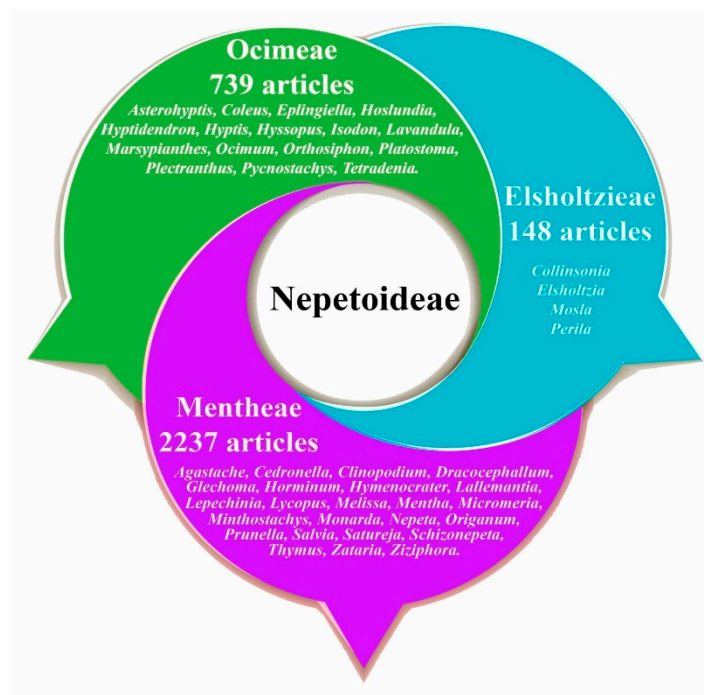 Ocimeae
739 articles
Asterohyptis, Coleus, Eplingiella, Hoslundia,
Hyptidendron, Hyptis, Hyssopus, Isodon, Lavandula,
Marsypianthes, Ocimum, Orthosiphon, Platostoma,
Plectranthus, Pycnostachys, Tetradenia.
Elsholtzieae
148 articles
Collinsonia
Elsholtzia
Mosla
Perila
Nepetoideae
Mentheae
2237 articles
Agastache, Cedronella, Clinopodium, Dracocephallum,
Glechoma, Horminum, Hymenocrater, Lallemantia,
Lepechinia, Lycopus, Melissa, Mentha, Micromeria,
Minthostachys, Monarda, Nepeta, Origanum,
Prunella, Salvia, Satureja, Schizonepeta,
Thymus, Zataria, Ziziphora.